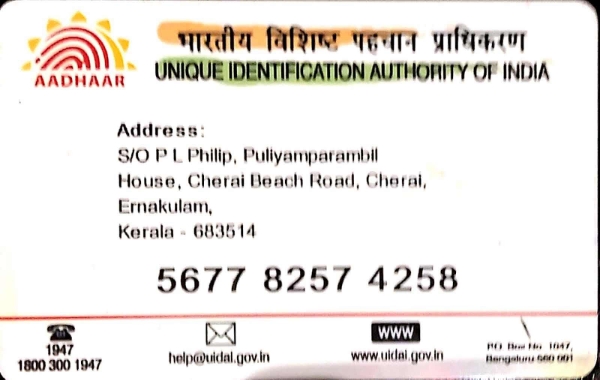 भारतीय विशिष्ट पहचान प्राधिकरण
AADHAAR
UNIQUE IDENTIFICATION AUTHORITY OF INDIA
Address:
S/O P L Philip, Puliyamparambil
House, Cherai Beach Road, Cherai,
Ernakulam,
Kerala - 683514
5677 8257 4258
1947
1800 300 1947
help@uidai.gov.in
www
www.uidai.gov.in
P.O. Box No. 1947,
Bengaluru-560 001